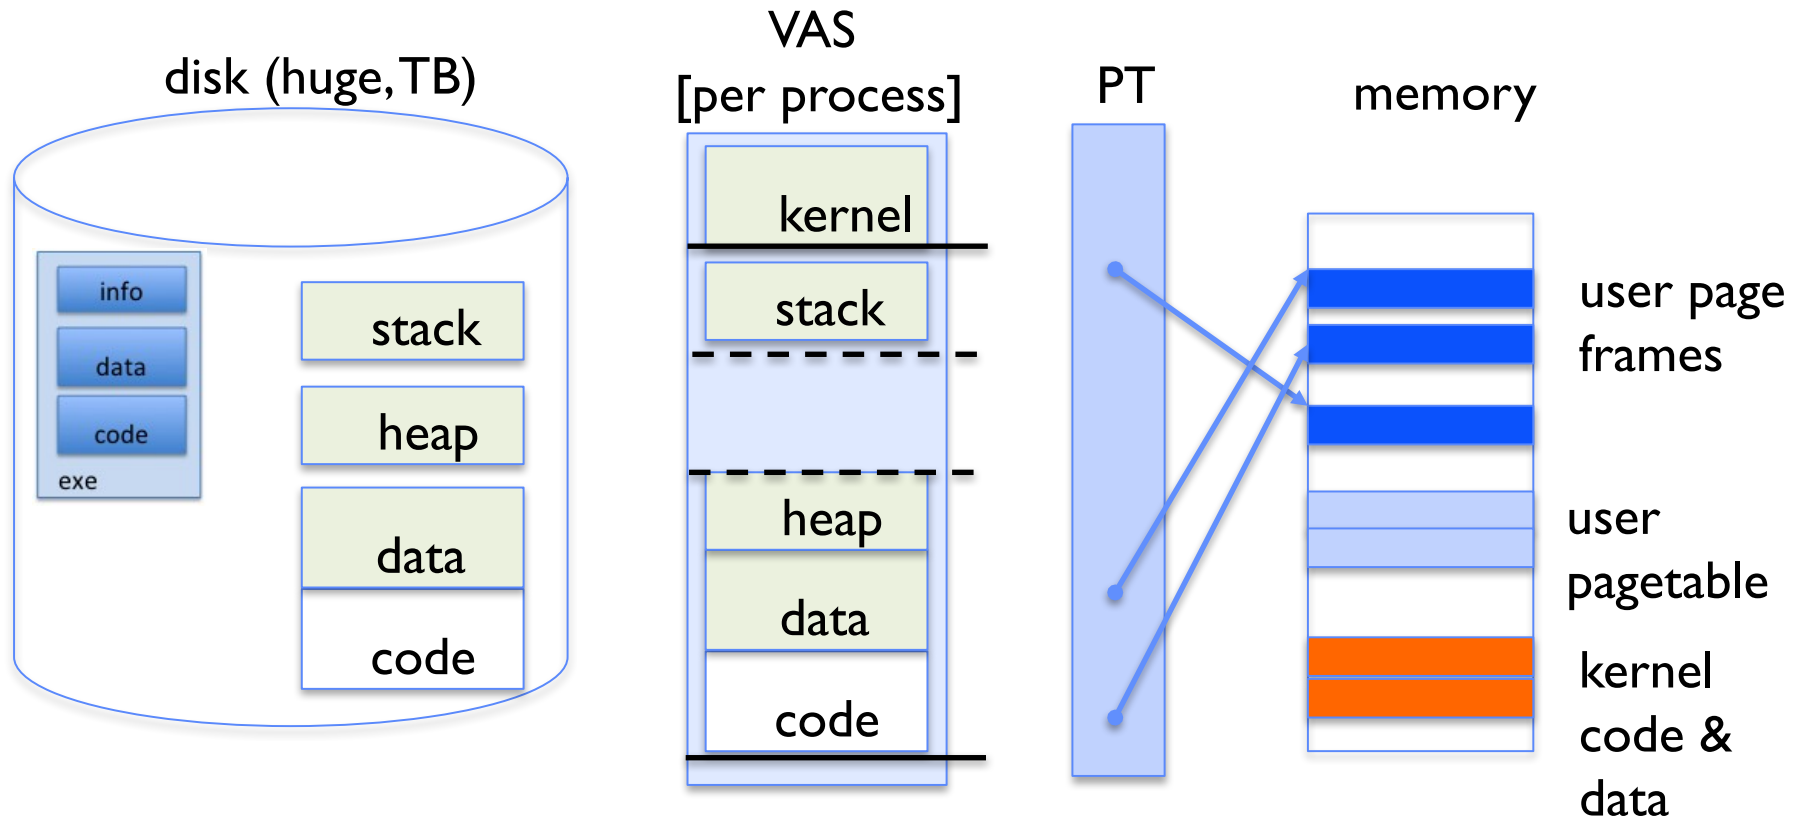 disk (huge, TB)
info
data
code
exe
stack
heap
data
code
VAS
[per process]
kernel
stack
heap
data
code
PT
memory
user page
frames
user
pagetable
kernel
code &
data